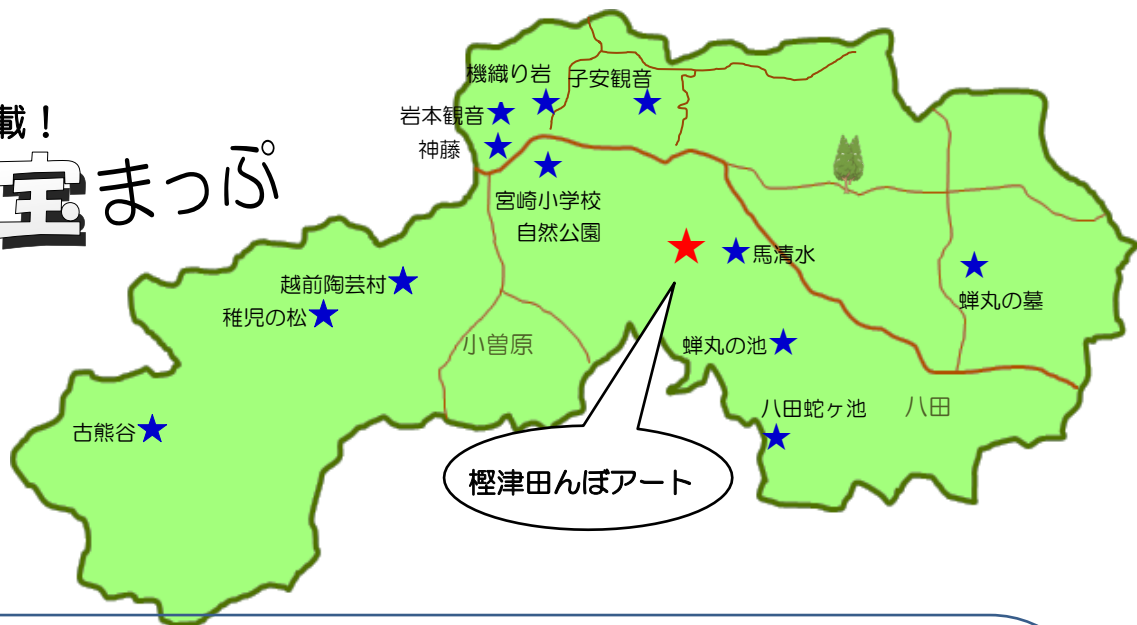 載！
宝まっぷ
機織り岩
子安観音
岩本観音
神藤
宮崎小学校
自然公園
馬清水
越前陶芸村
稚児の松
蝉丸の墓
小曽原
蝉丸の池
八田蛇ヶ池
八田
古熊谷
樫津田んぼアート